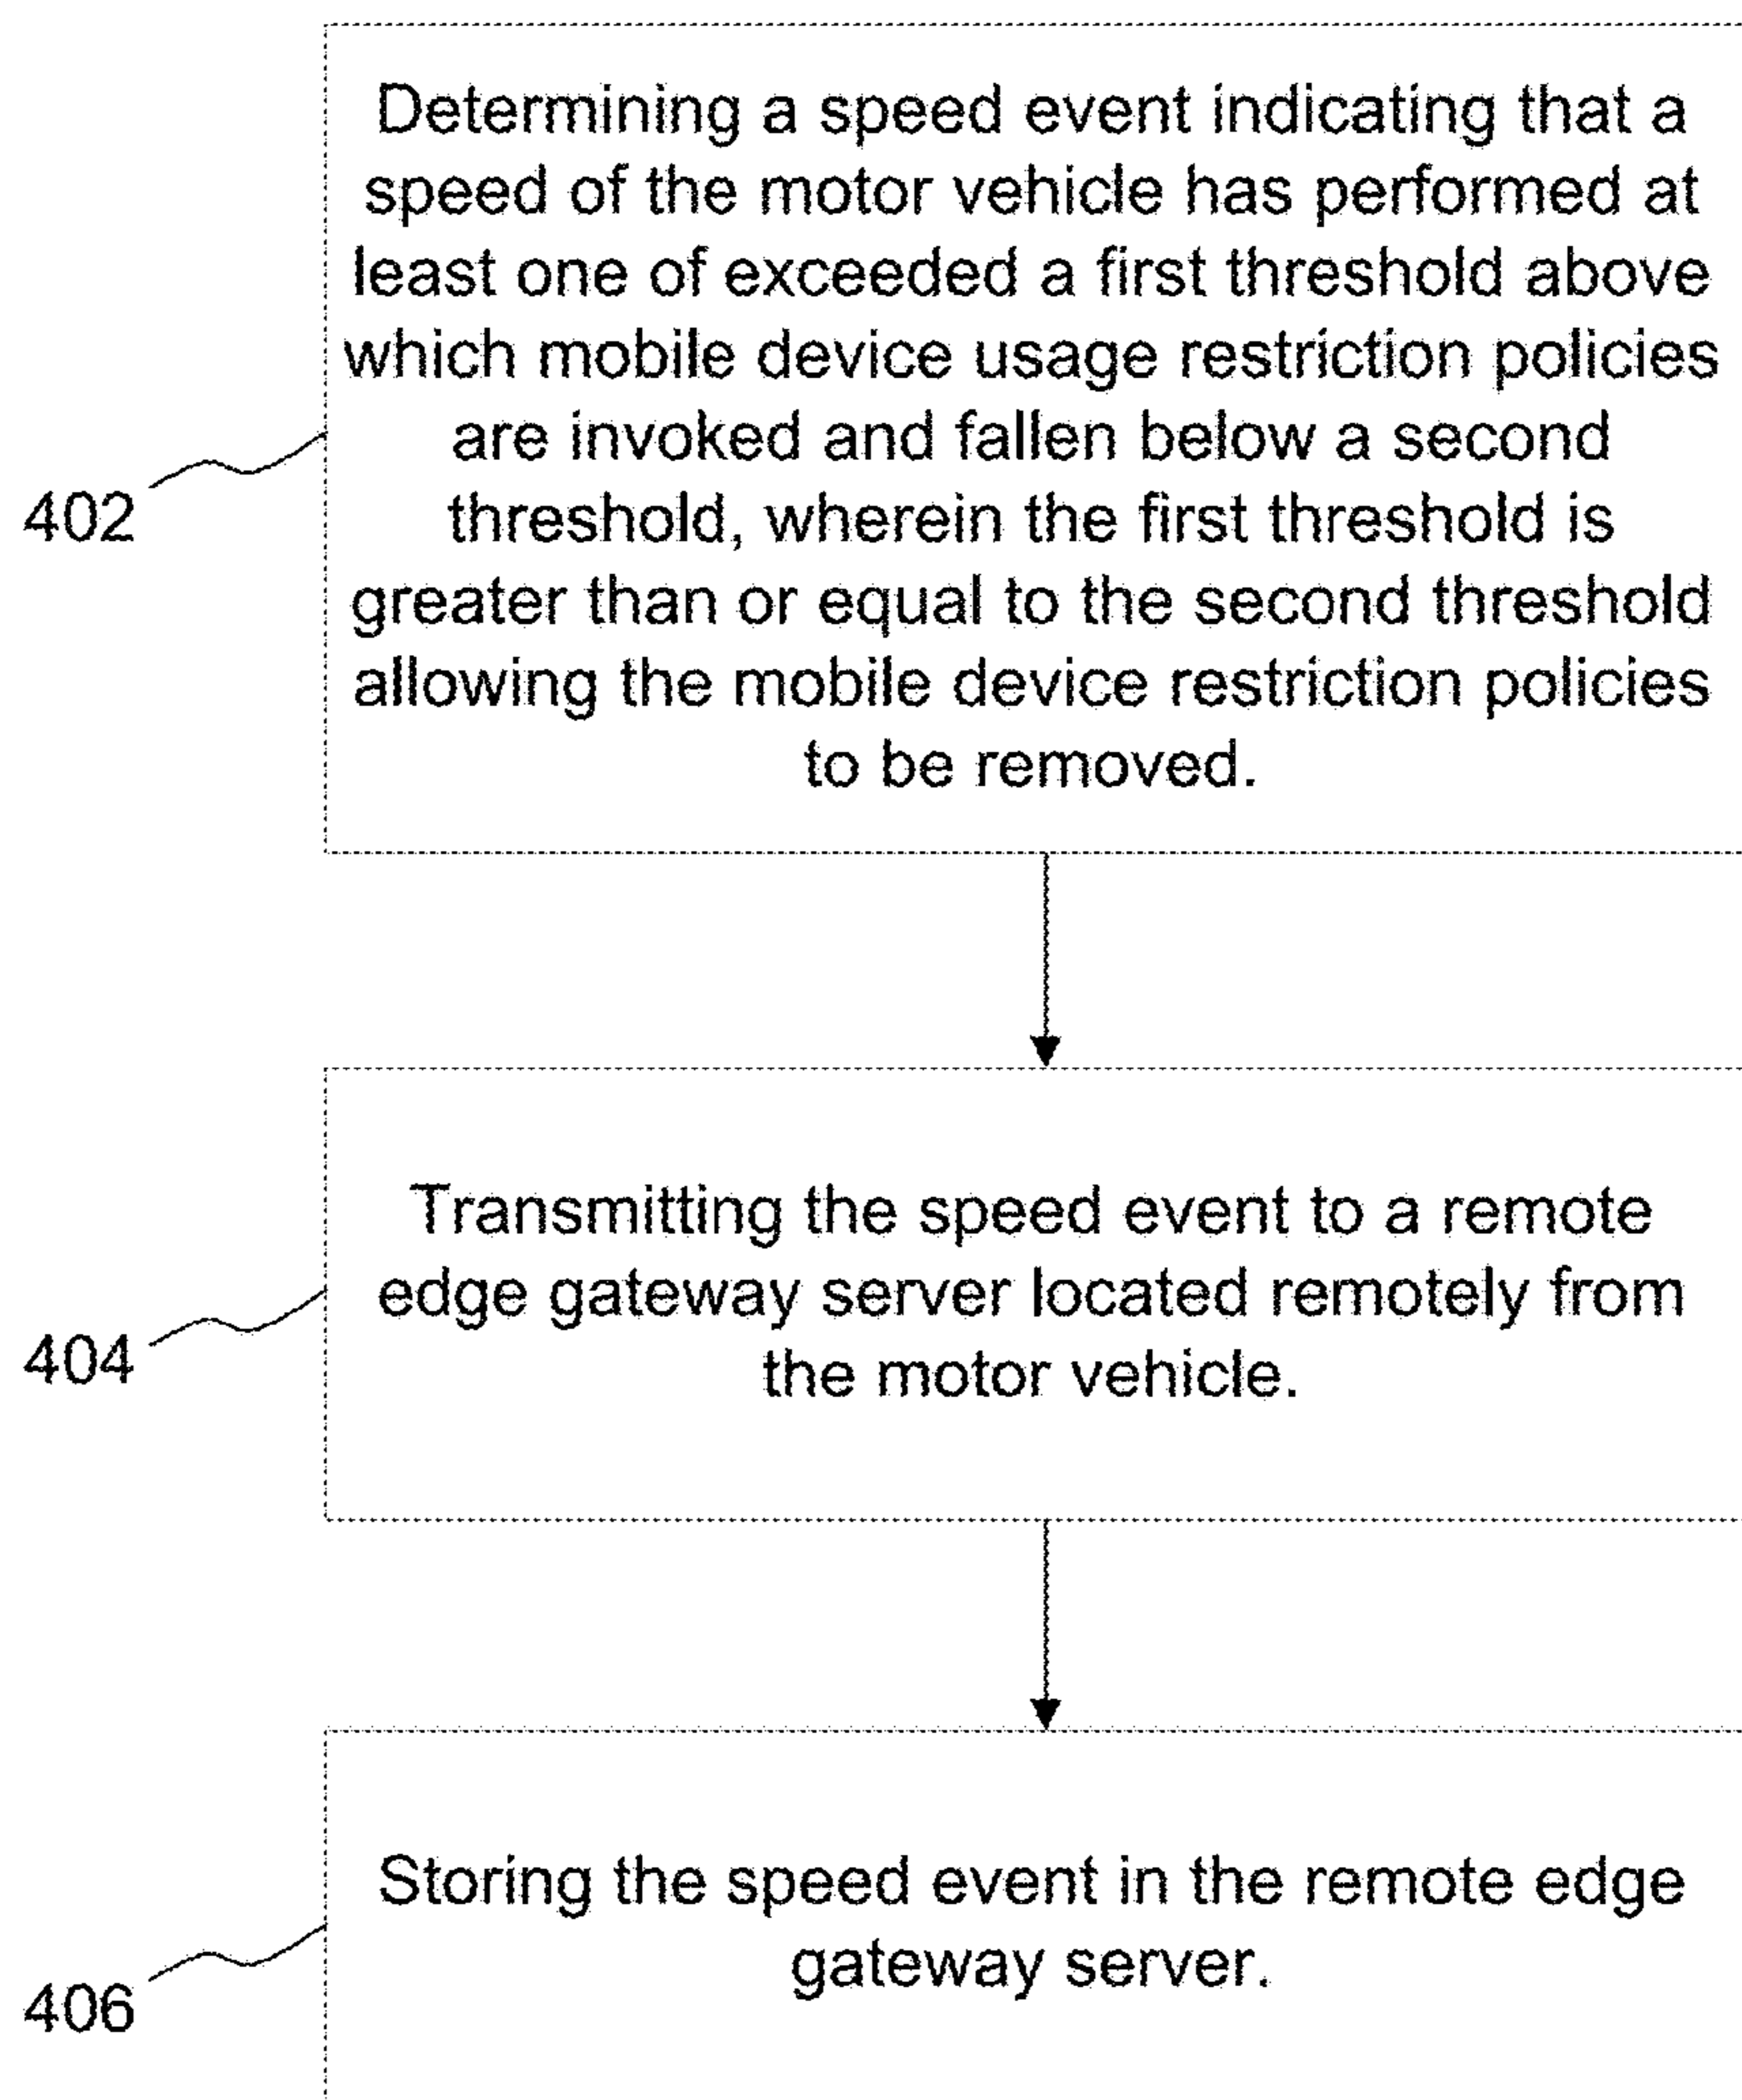 Determining a speed event indicating that a
speed of the motor vehicle has performed at
least one of exceeded a first threshold above
which mobile device usage restriction policies
are invoked and fallen below a second
threshold, wherein the first threshold is
greater than or equal to the second threshold
allowing the mobile device restriction policies
to be removed.
402
Transmitting the speed event to a remote
edge gateway server located remotely from
the motor vehicle.
404
Storing the speed event in the remote edge
gateway server.
406